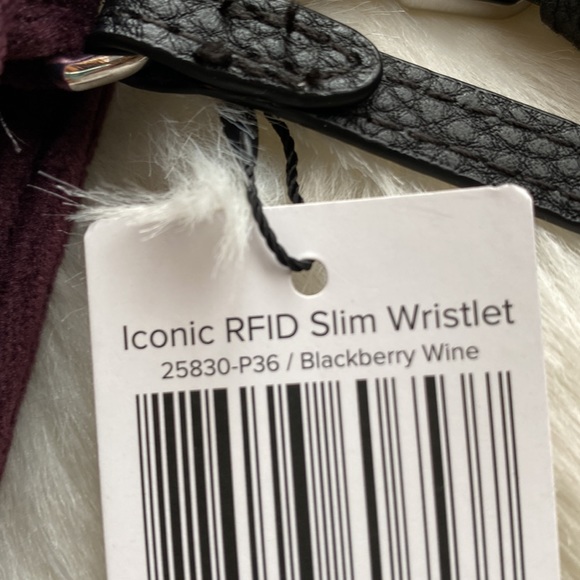 Iconic RFID Slim Wristlet
25830-P36 / Blackberry Wine